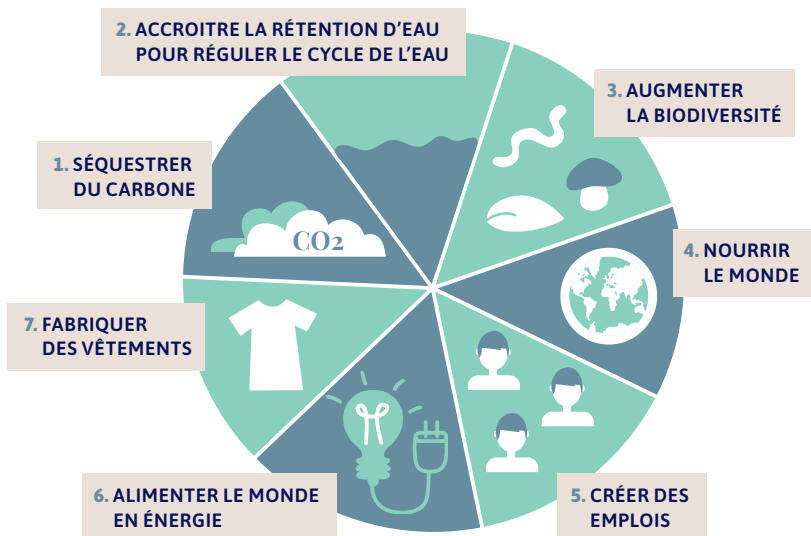 1. SÉQUESTRER
DU CARBONE
2. ACCROITRE LA RÉTENTION D'EAU
POUR RÉGULER LE CYCLE DE L'EAU
3. AUGMENTER
LA BIODIVERSITÉ
4. NOURRIR
LE MONDE
5. CRÉER DES
EMPLOIS
6. ALIMENTER LE MONDE
EN ÉNERGIE
7. FABRIQUER
DES VÊTEMENTS
CO2